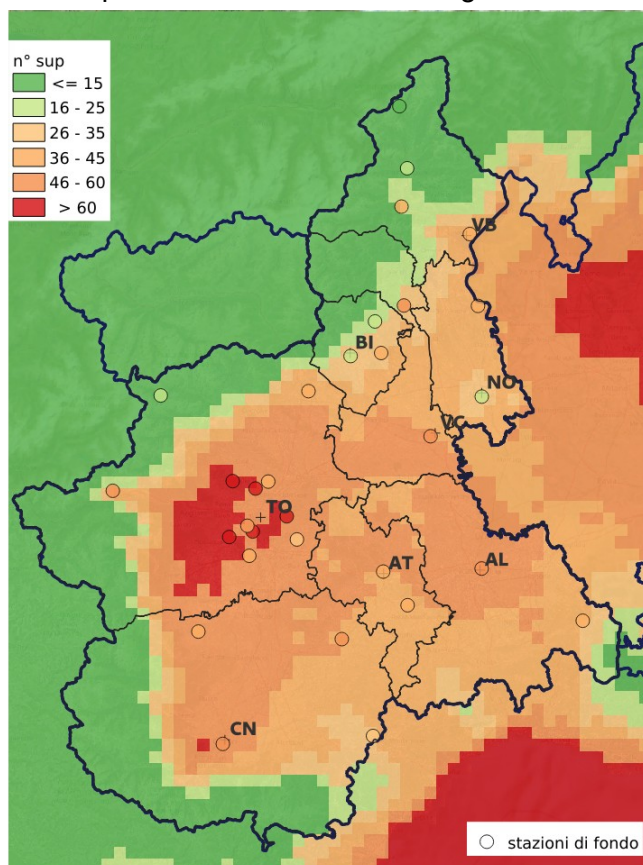 n° sup
<= 15
16 - 25
26 - 35
36 - 45
46 - 60
> 60
VB
BI
NO
VC
TO
AT
AL
CN
stazioni di fondo